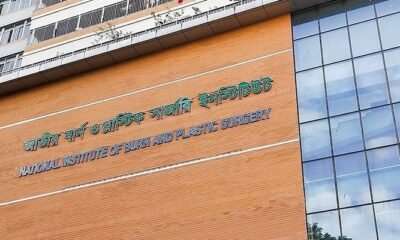 জাতীয় বার্ণ ও প্লাস্টিক সার্জারি ইনস্টিটিউট
NATIONAL INSTITUTE OF BURN AND PLASTIC SURGERY